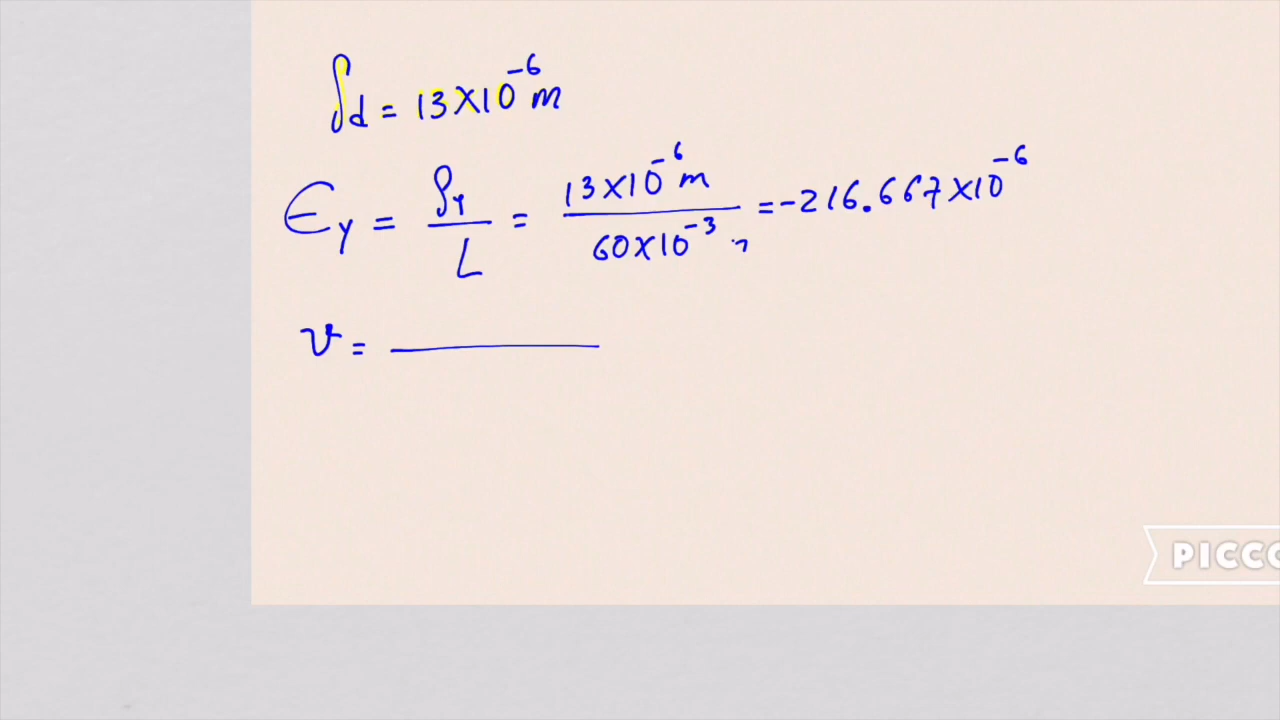 δd = 13×10⁻⁶ m
ϵy = δy/L = 13×10⁻⁶ m / 60×10⁻³ = -216.667×10⁻⁶
ν =
PICCO